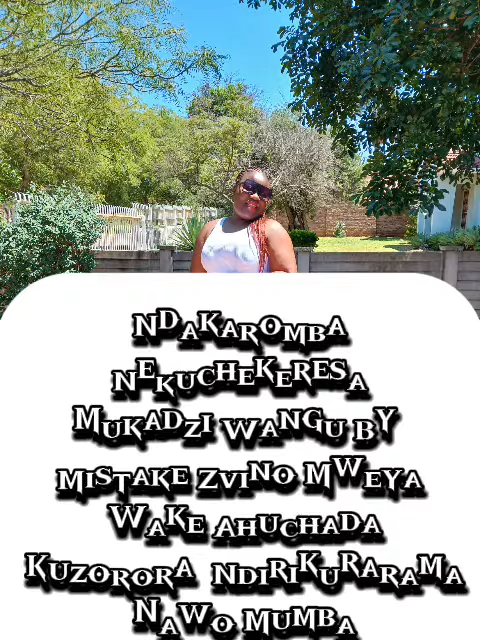 NDAKAROMBA
NEKUCHEKERESA
MUKADZI WANGU BY
MISTAKE ZVINO MWEYA
WAKE AHUCHADA
KUZORORA NDIRIKURARAMA
NAWO MUMBA